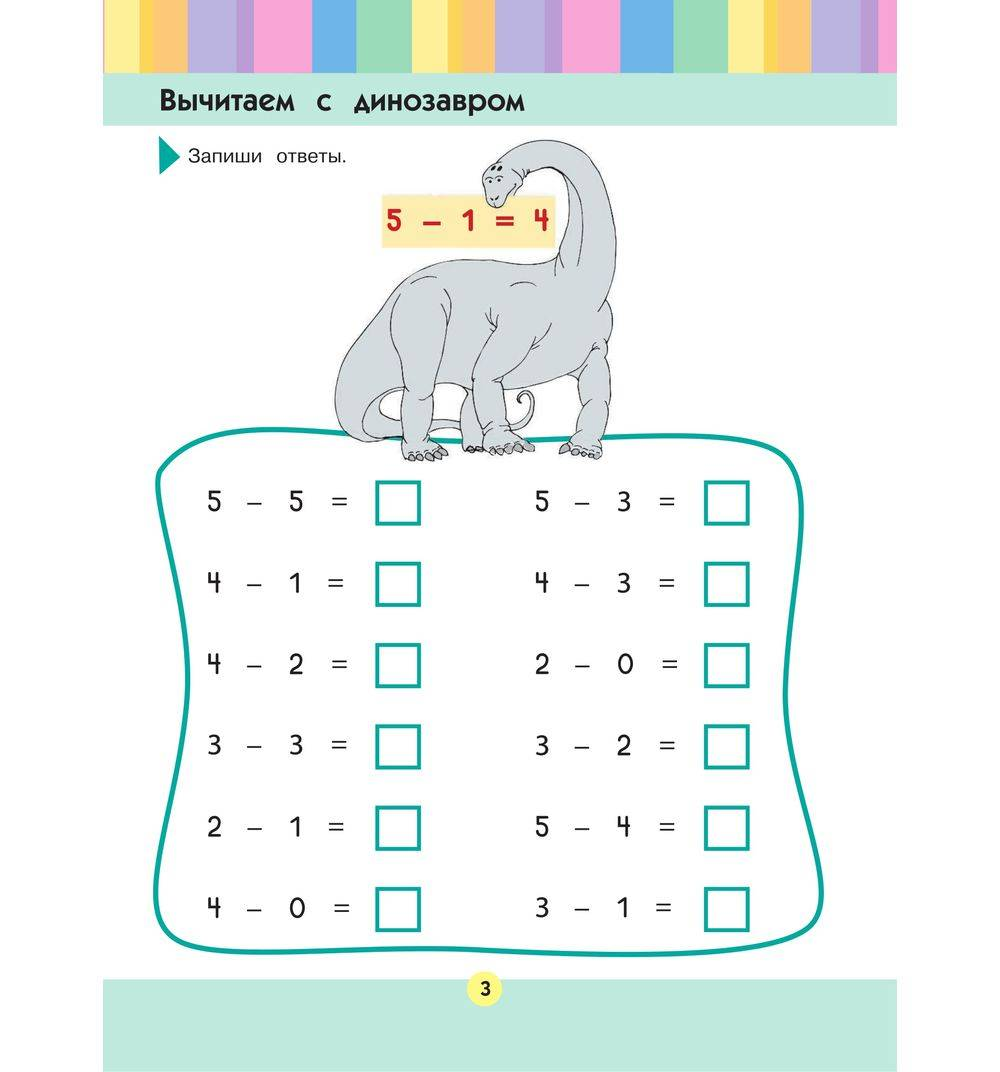 Вычитаем с динозавром
Запиши ответы.
5 – 1 = 4
5 – 5 =
5 – 3 =
4 – 1 =
4 – 3 =
4 – 2 =
2 – 0 =
3 – 3 =
3 – 2 =
2 – 1 =
5 – 4 =
4 – 0 =
3 – 1 =
3